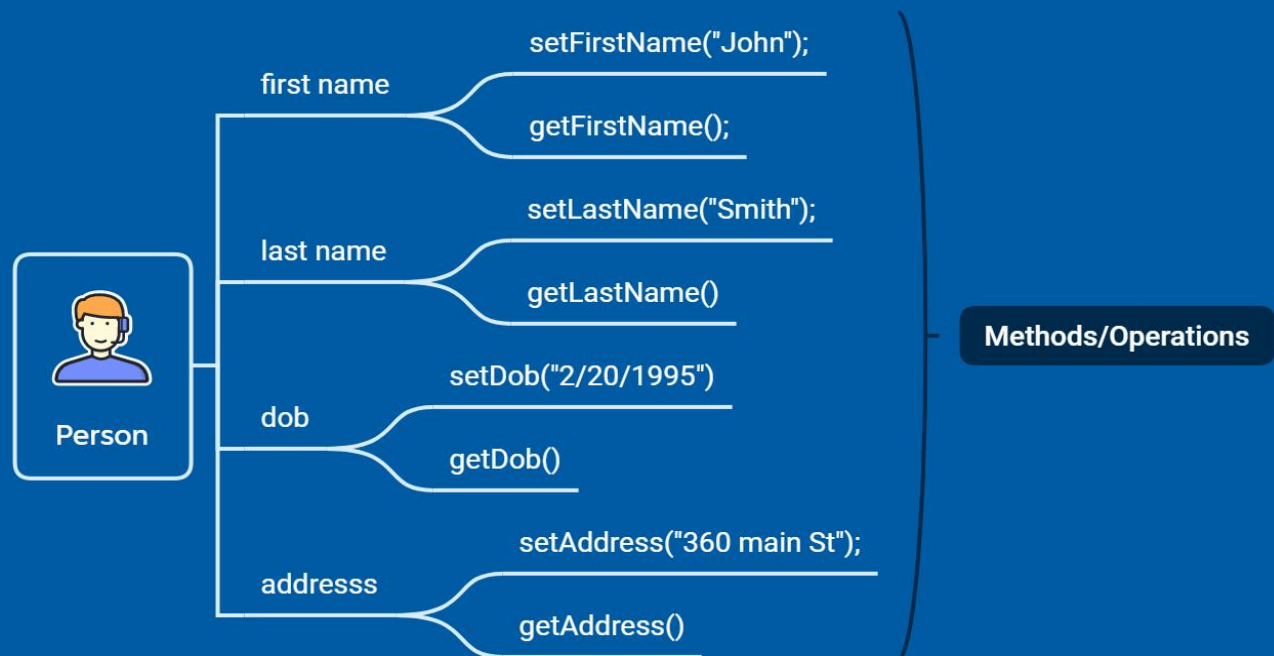 Person
first name
setFirstName("John");
getFirstName();
last name
setLastName("Smith");
getLastName()
dob
setDob("2/20/1995")
getDob()
addresss
setAddress("360 main St");
getAddress()
Methods/Operations